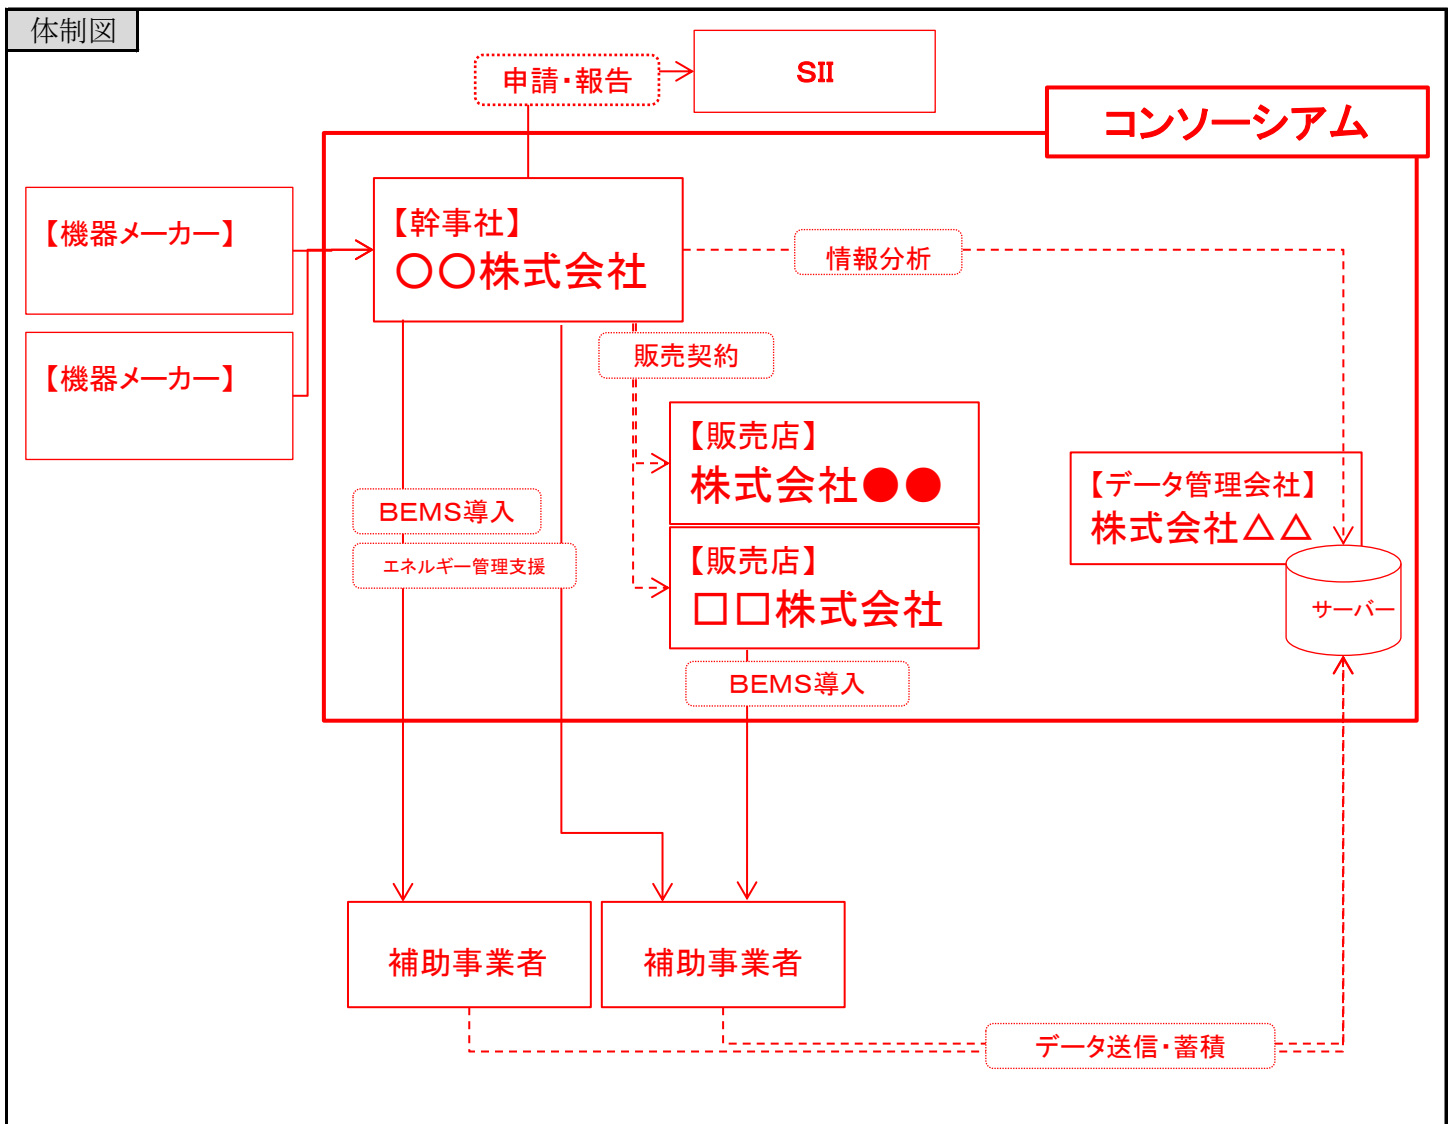 体制図
申請・報告
SII
コンソーシアム
【機器メーカー】
【幹事社】
○○株式会社
情報分析
【機器メーカー】
販売契約
【販売店】
株式会社●●
【データ管理会社】
株式会社△△
BEMS導入
エネルギー管理支援
【販売店】
□□株式会社
サーバー
BEMS導入
補助事業者
補助事業者
データ送信・蓄積